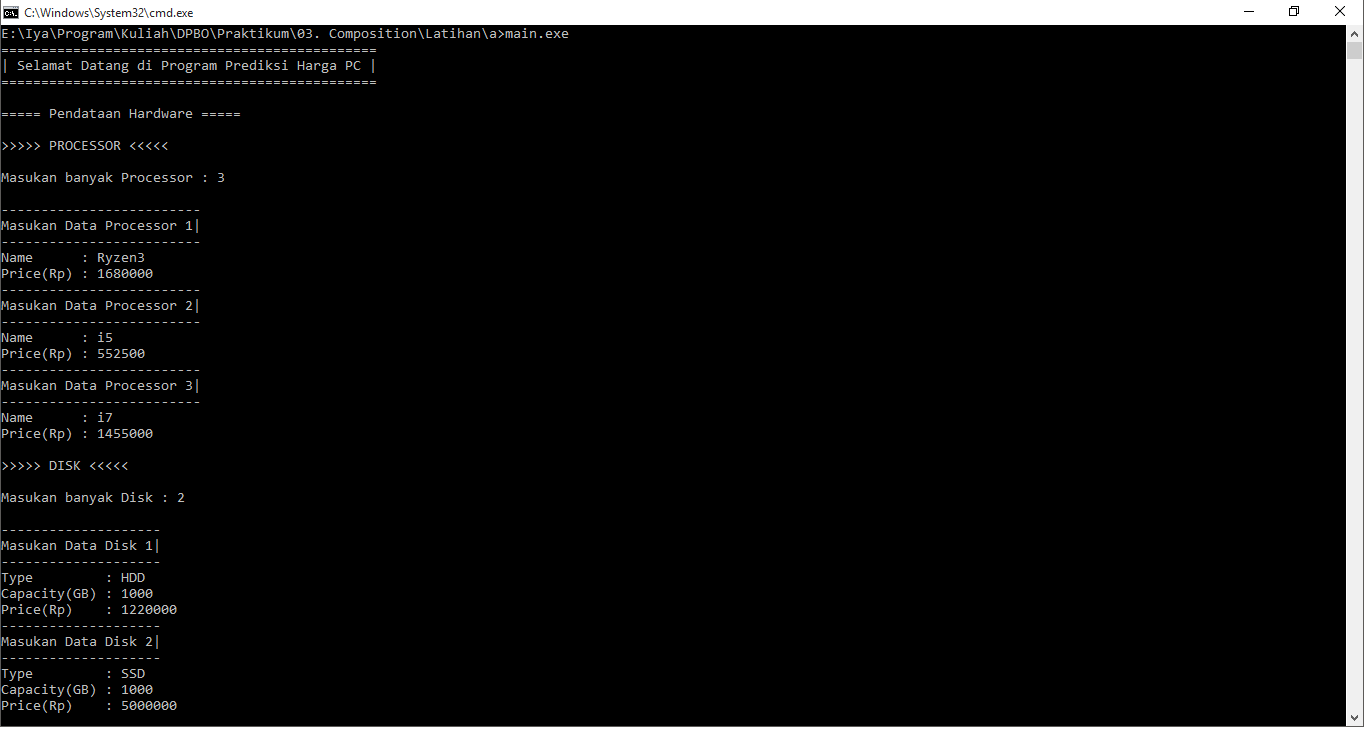 C:\Windows\System32\cmd.exe
E:\Iya\Program\Kuliah\DPBO\Praktikum\03. Composition\Latihan\a>main.exe
===============================================
| Selamat Datang di Program Prediksi Harga PC |
===============================================
===== Pendataan Hardware =====
>>>>> PROCESSOR <<<<<
Masukan banyak Processor : 3
-------------------------
Masukan Data Processor 1|
-------------------------
Name      : Ryzen3
Price(Rp) : 1680000
-------------------------
Masukan Data Processor 2|
-------------------------
Name      : i5
Price(Rp) : 552500
-------------------------
Masukan Data Processor 3|
-------------------------
Name      : i7
Price(Rp) : 1455000
>>>>> DISK <<<<<
Masukan banyak Disk : 2
--------------------
Masukan Data Disk 1|
--------------------
Type         : HDD
Capacity(GB) : 1000
Price(Rp)    : 1220000
--------------------
Masukan Data Disk 2|
--------------------
Type         : SSD
Capacity(GB) : 1000
Price(Rp)    : 5000000